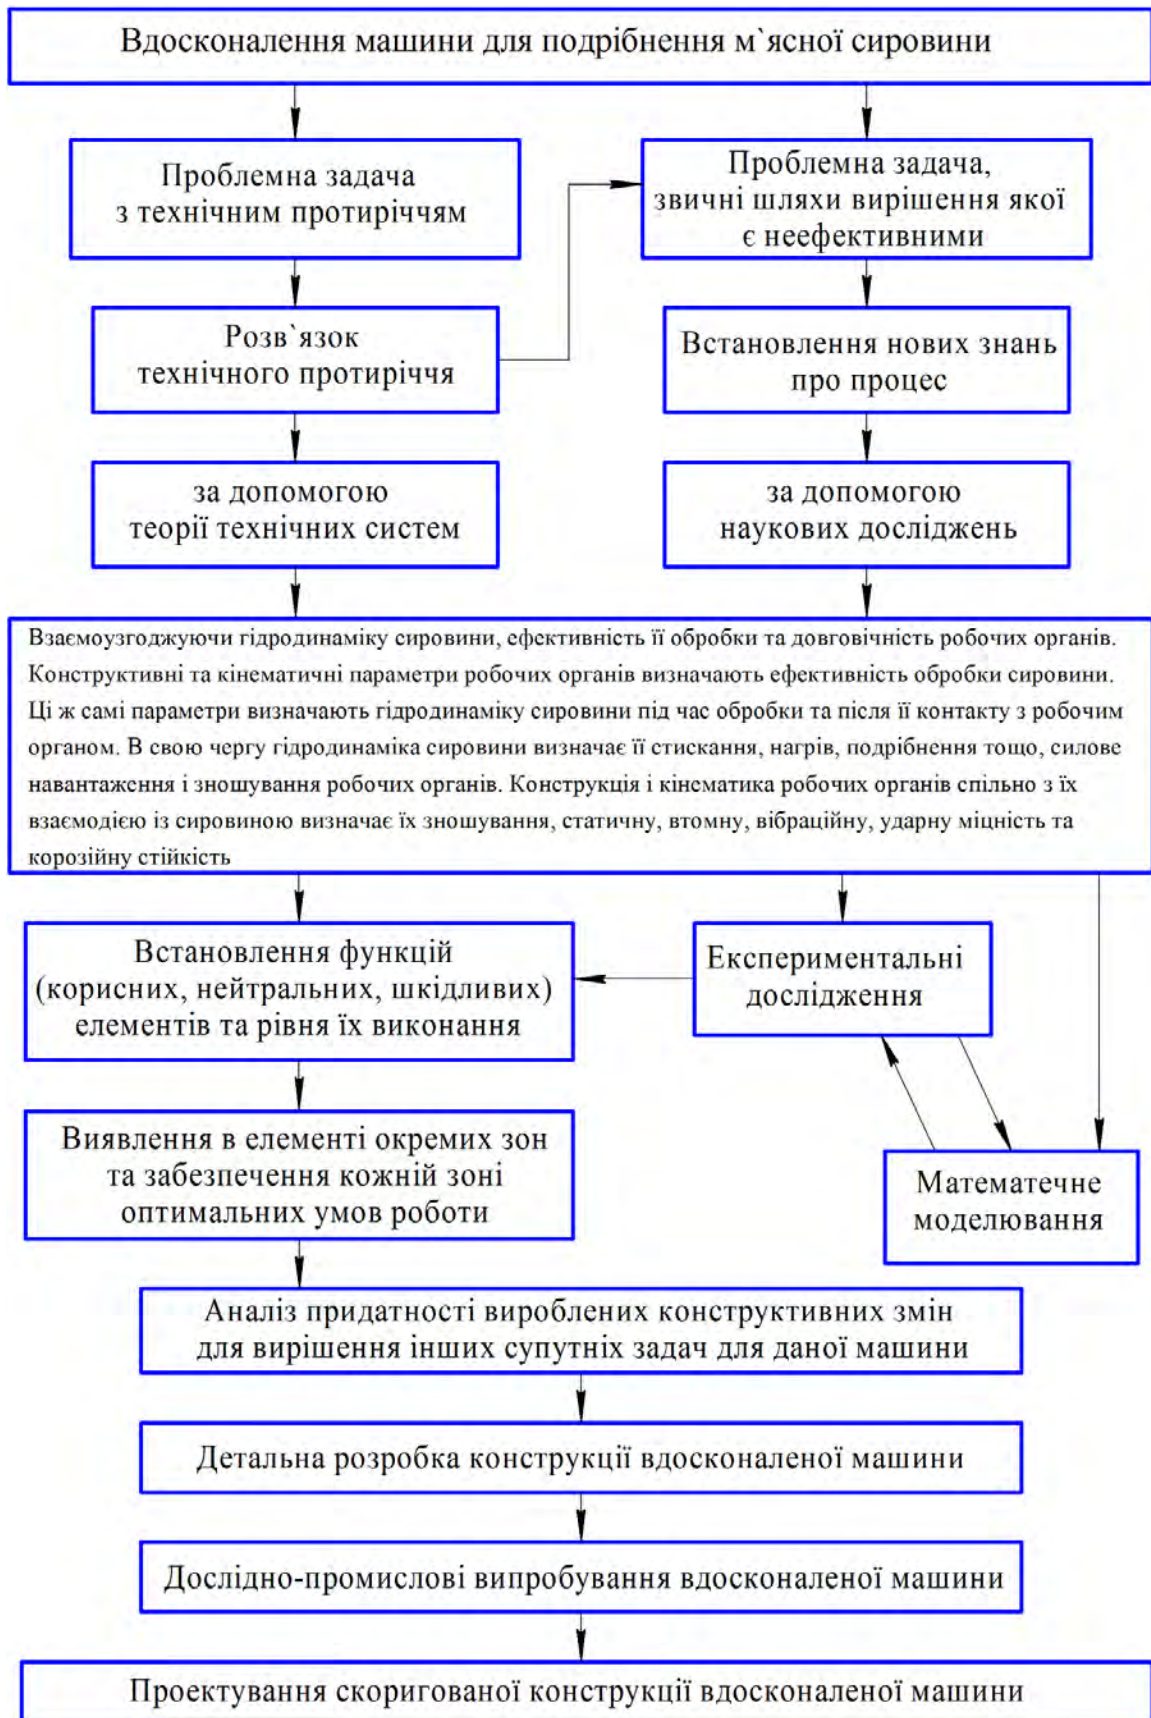 Вдосконалення машини для подрібнення м`ясної сировини
Проблемна задача
з технічним протиріччям
Проблемна задача,
звичні шляхи вирішення якої
є неефективними
Розв`язок
технічного протиріччя
Встановлення нових знань
про процес
за допомогою
теорії технічних систем
за допомогою
наукових досліджень
Взаємоузгоджуючи гідродинаміку сировини, ефективність її обробки та довговічність робочих органів.
Конструктивні та кінематичні параметри робочих органів визначають ефективність обробки сировини.
Ці ж самі параметри визначають гідродинаміку сировини під час обробки та після її контакту з робочим
органом. В свою чергу гідродинаміка сировини визначає її стискання, нагрів, подрібнення тощо, силове
навантаження і зношування робочих органів. Конструкція і кінематика робочих органів спільно з їх
взаємодією із сировиною визначає їх зношування, статичну, втомну, вібраційну, ударну міцність та
корозійну стійкість
Встановлення функцій
(корисних, нейтральних, шкідливих)
елементів та рівня їх виконання
Експериментальні
дослідження
Виявлення в елементі окремих зон
та забезпечення кожній зоні
оптимальних умов роботи
Математечне
моделювання
Аналіз придатності вироблених конструктивних змін
для вирішення інших супутніх задач для даної машини
Детальна розробка конструкції вдосконаленої машини
Дослідно-промислові випробування вдосконаленої машини
Проектування скоригованої конструкції вдосконаленої машини